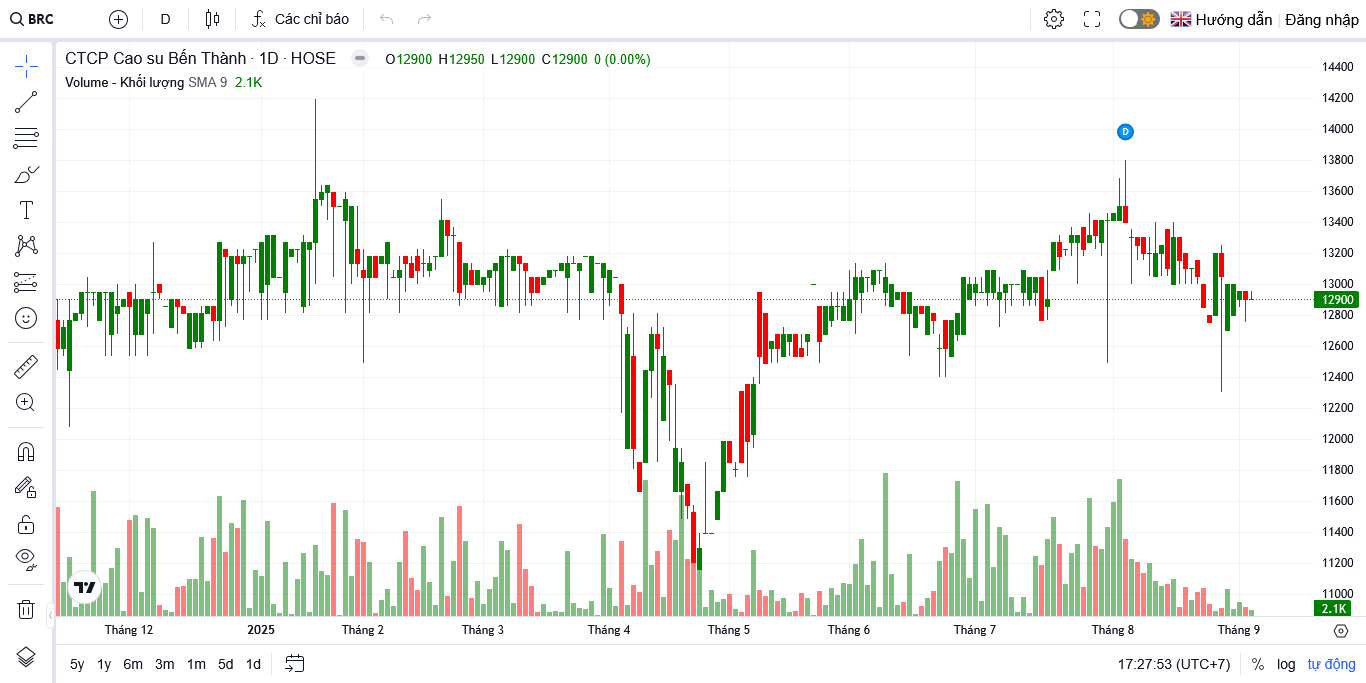 BRC D Các chỉ báo Hướng dẫn Đăng nhập
CTCP Cao su Bến Thành · 1D · HOSE O12900 H12950 L12900 C12900 0 (0.00%)
Volume - Khối lượng SMA 9 2.1K
D
14400
14200
14000
13800
13600
13400
13200
13000
12900
12800
12600
12400
12200
12000
11800
11600
11400
11200
11000
2.1K
Tháng 12 2025 Tháng 2 Tháng 3 Tháng 4 Tháng 5 Tháng 6 Tháng 7 Tháng 8 Tháng 9
5y 1y 6m 3m 1m 5d 1d 17:27:53 (UTC+7) % log tự động